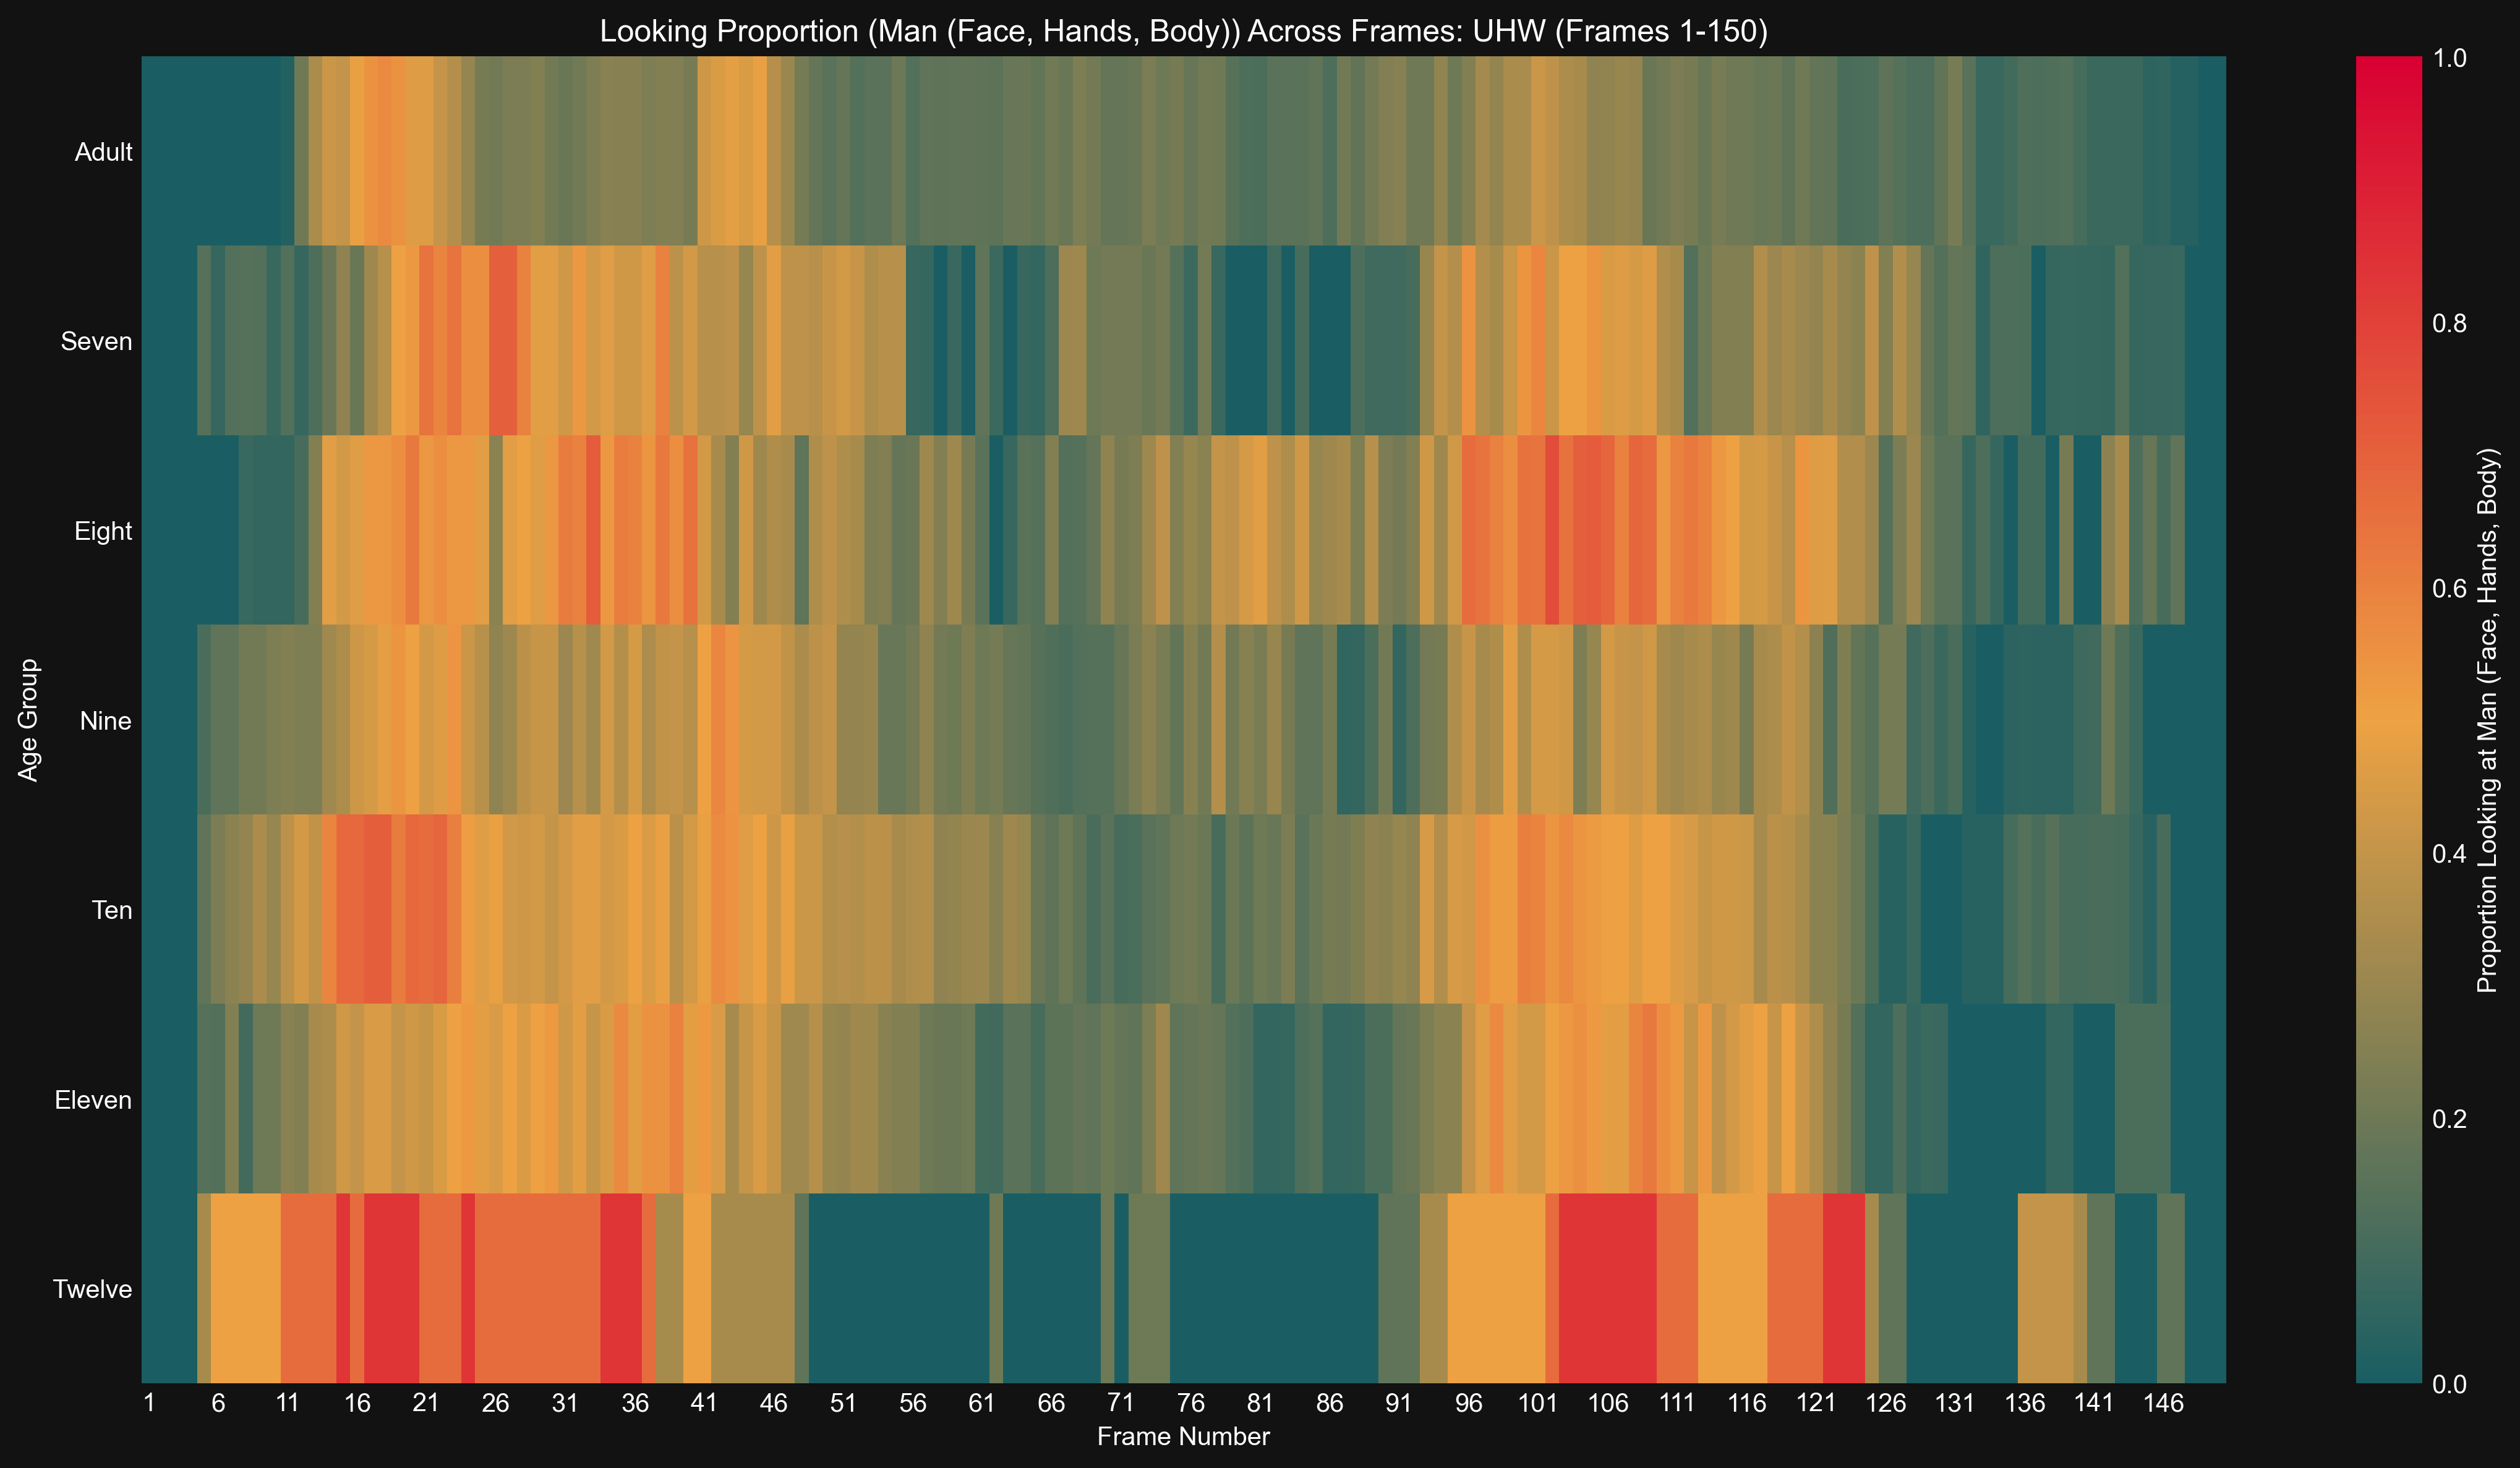 Looking Proportion (Man (Face, Hands, Body)) Across Frames: UHW (Frames 1-150)
Age Group
Adult
Seven
Eight
Nine
Ten
Eleven
Twelve
1 6 11 16 21 26 31 36 41 46 51 56 61 66 71 76 81 86 91 96 101 106 111 116 121 126 131 136 141 146
Frame Number
1.0
0.8
0.6
0.4
0.2
0.0
Proportion Looking at Man (Face, Hands, Body)